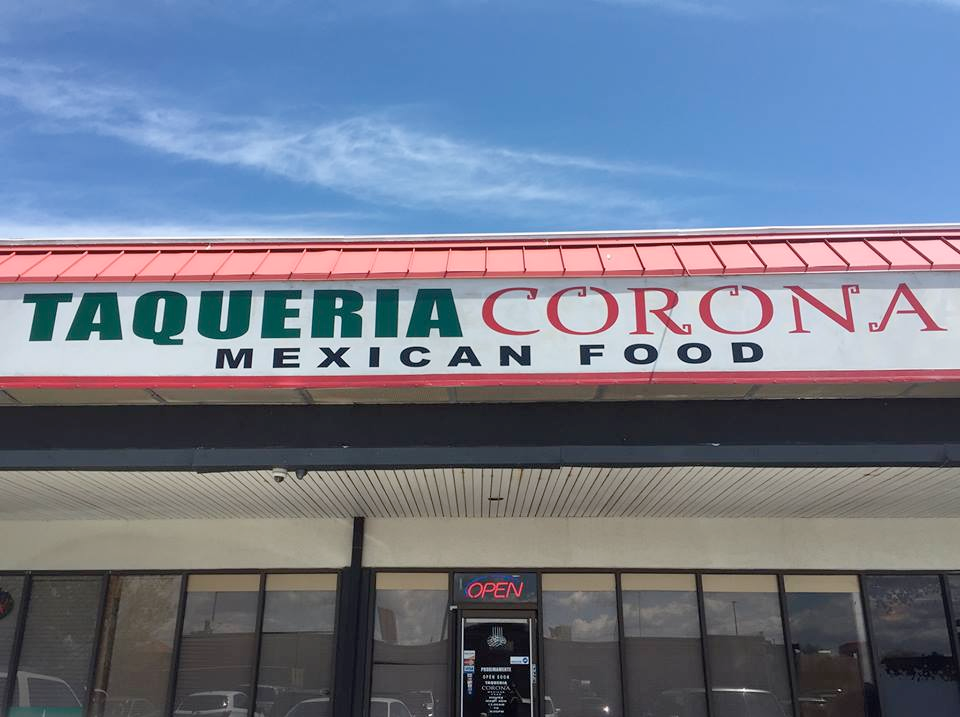 TAQUERIA CORONA
MEXICAN FOOD
OPEN
PROXIMAMENTE
OPEN SOON
TAQUERIA
CORONA